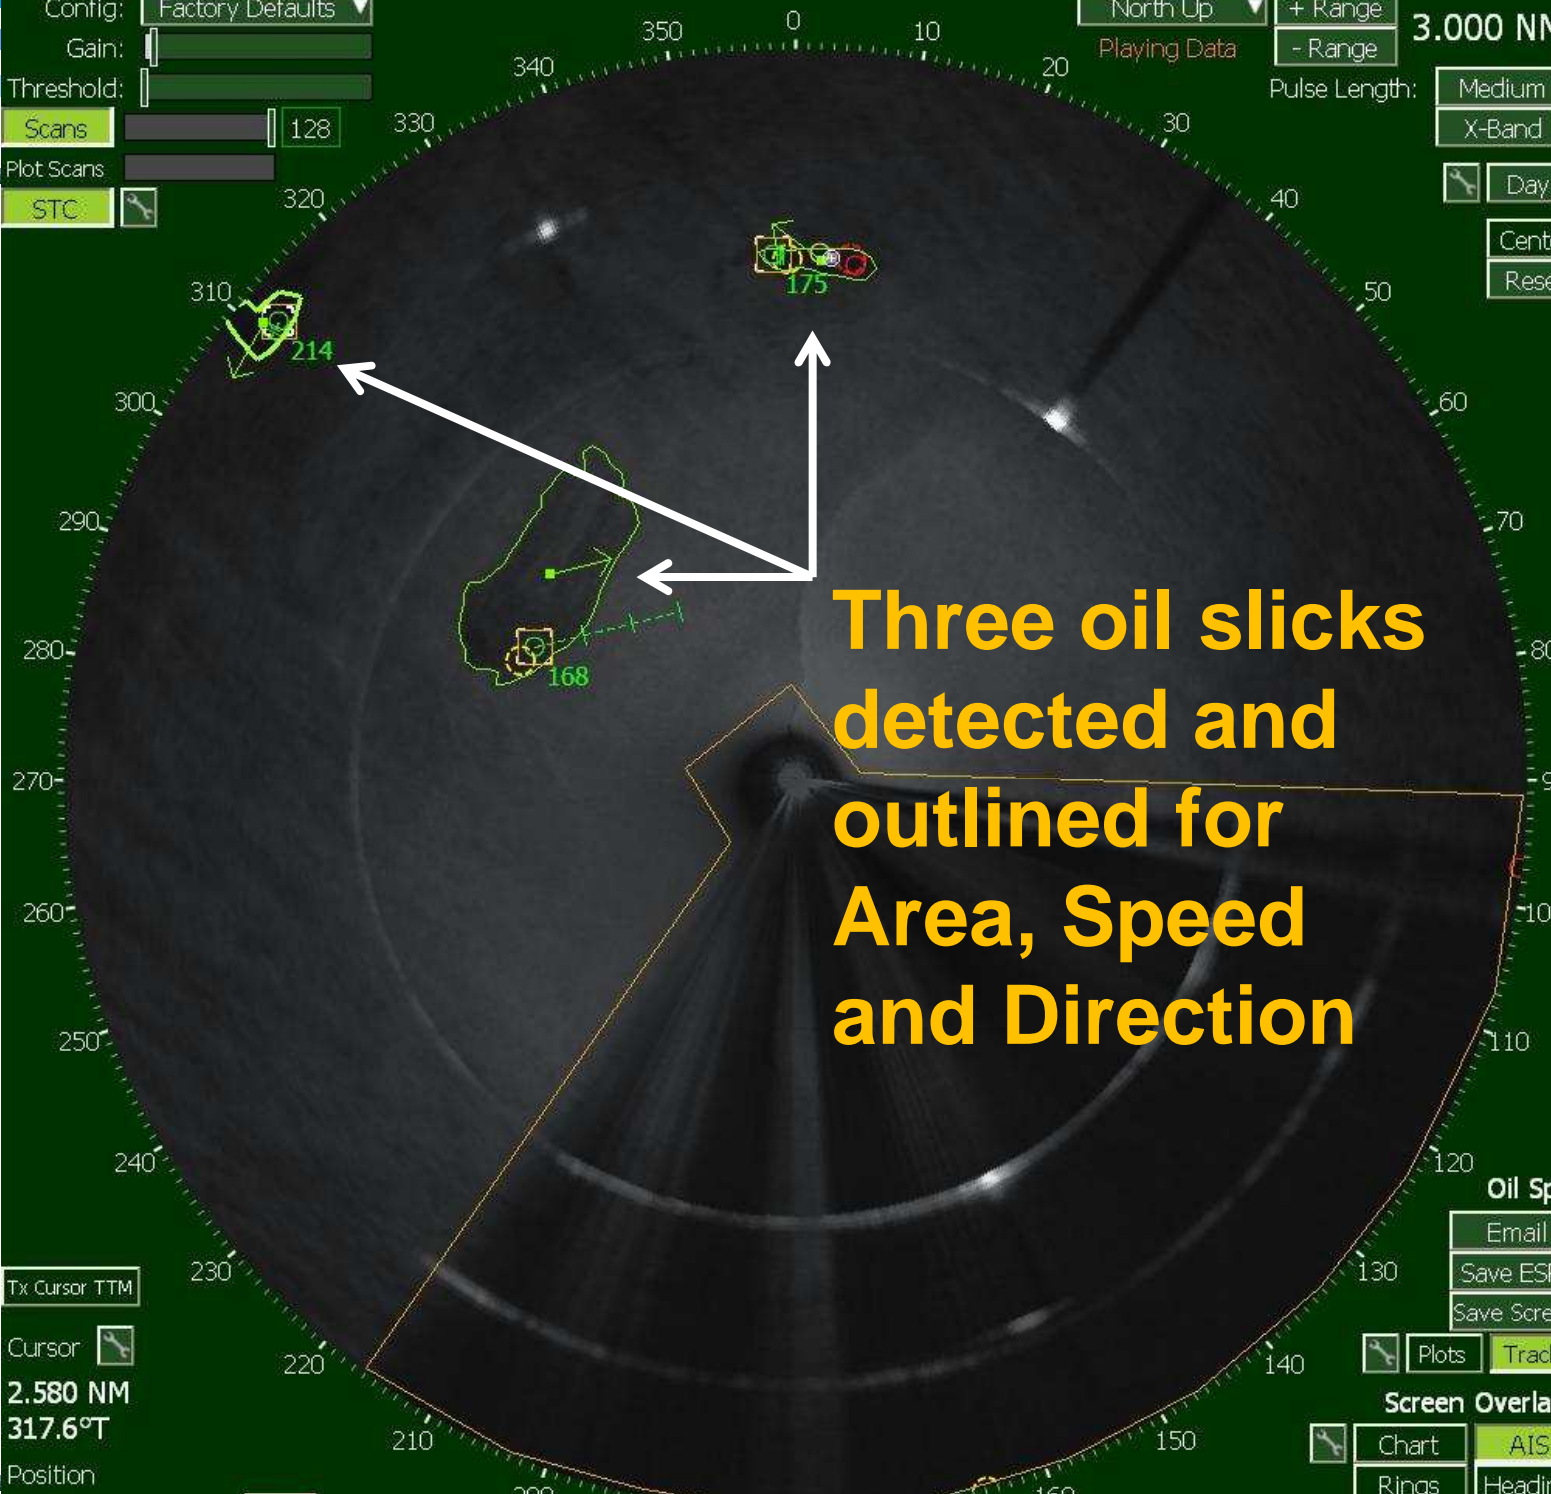 Config: Factory Defaults
Gain:
Threshold:
Scans 128
Plot Scans
STC
North Up
Playing Data
+ Range
- Range
3.000 NM
Pulse Length: Medium
X-Band
Day
0
10
20
30
40
50
60
70
110
120
130
140
150
210
220
230
240
250
260
270
280
290
300
310
320
330
340
350
175
214
168
Three oil slicks
detected and
outlined for
Area, Speed
and Direction
Tx Cursor TTM
Cursor
2.580 NM
317.6°T
Position
Email
Plots
Screen
Chart AIS
Rings